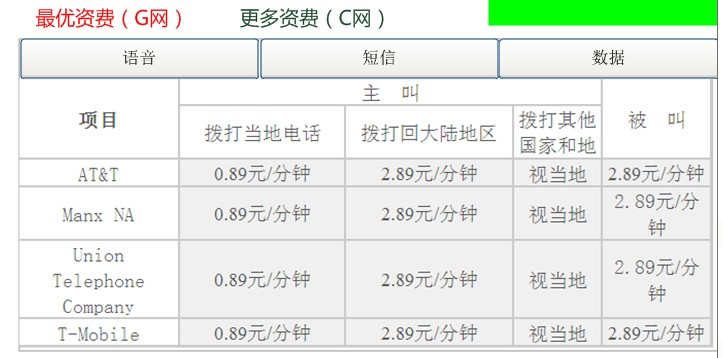 最优资费（G网） 更多资费（C网）
语音 短信 数据
项目 主 叫 被 叫
拨打当地电话 拨打回大陆地区 拨打其他
国家和地
AT&T 0.89元/分钟 2.89元/分钟 视当地 2.89元/分钟
Manx NA 0.89元/分钟 2.89元/分钟 视当地 2.89元/分
钟
Union
Telephone
Company 0.89元/分钟 2.89元/分钟 视当地 2.89元/分
钟
T-Mobile 0.89元/分钟 2.89元/分钟 视当地 2.89元/分钟